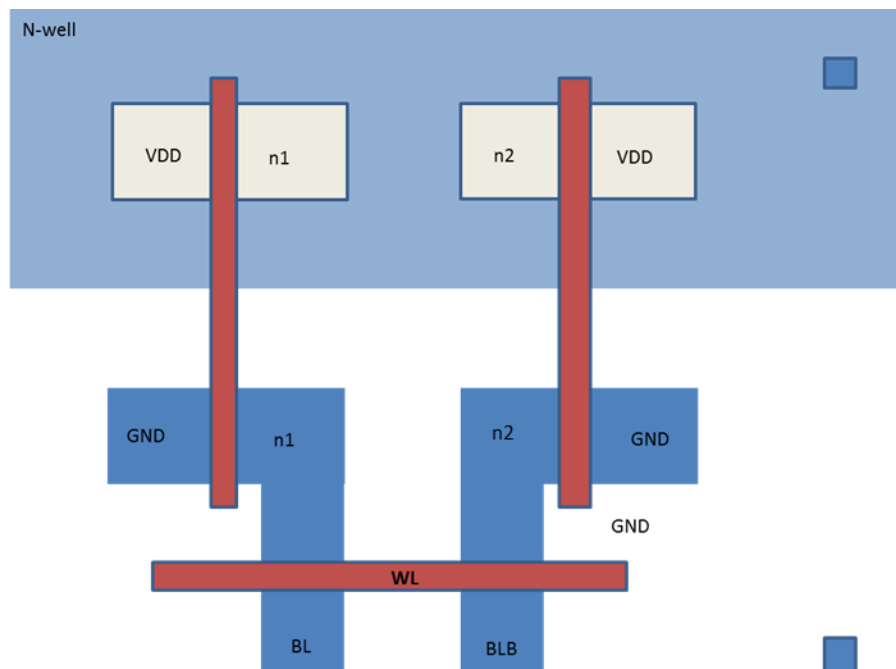 N-well
VDD
n1
n2
VDD
GND
n1
n2
GND
GND
WL
BL
BLB